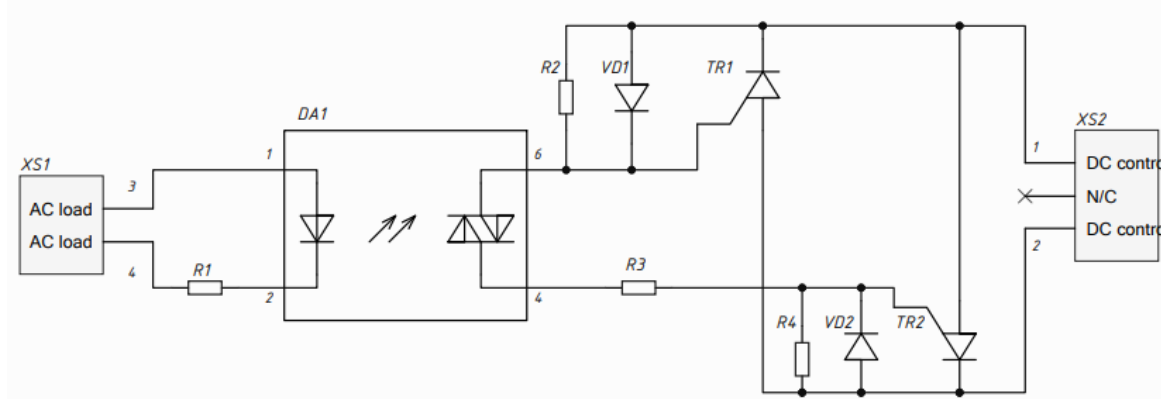 R2
VD1
TR1
DA1
XS2
1
6
1
XS1
3
DC contro
AC load
N/C
AC load
DC contro
2
4
R1
R3
2
4
R4
VD2
TR2